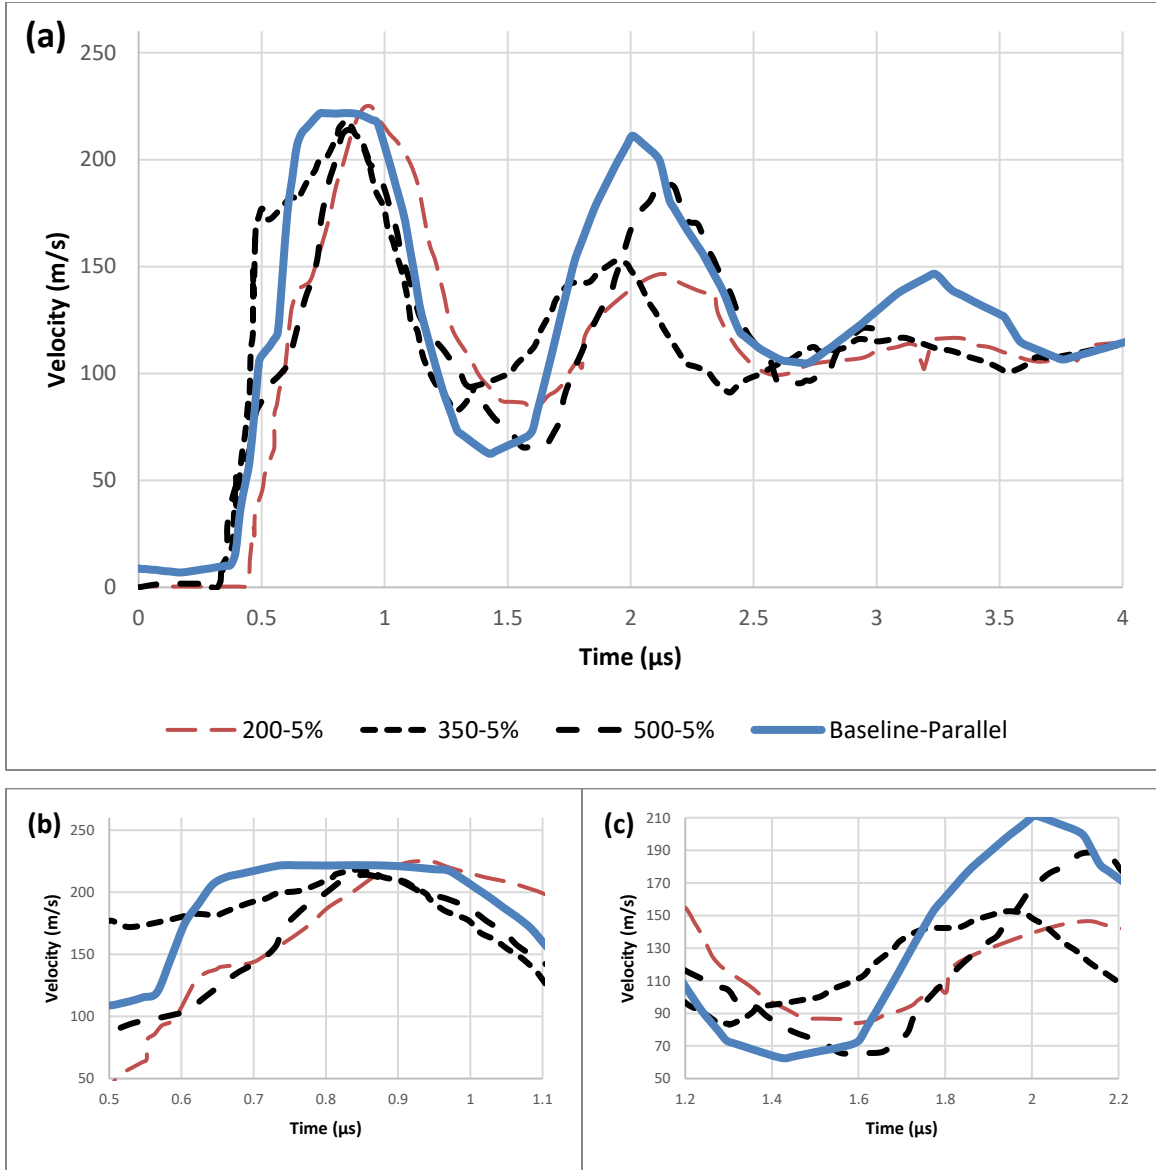 (a)
250
200
150
100
50
0
Velocity (m/s)
0 0.5 1 1.5 2 2.5 3 3.5 4
Time (µs)
200-5% 350-5% 500-5% Baseline-Parallel
(b)
250
200
150
100
50
Velocity (m/s)
0.5 0.6 0.7 0.8 0.9 1 1.1
Time (µs)
(c)
210
190
170
150
130
110
90
70
50
Velocity (m/s)
1.2 1.4 1.6 1.8 2 2.2
Time (µs)